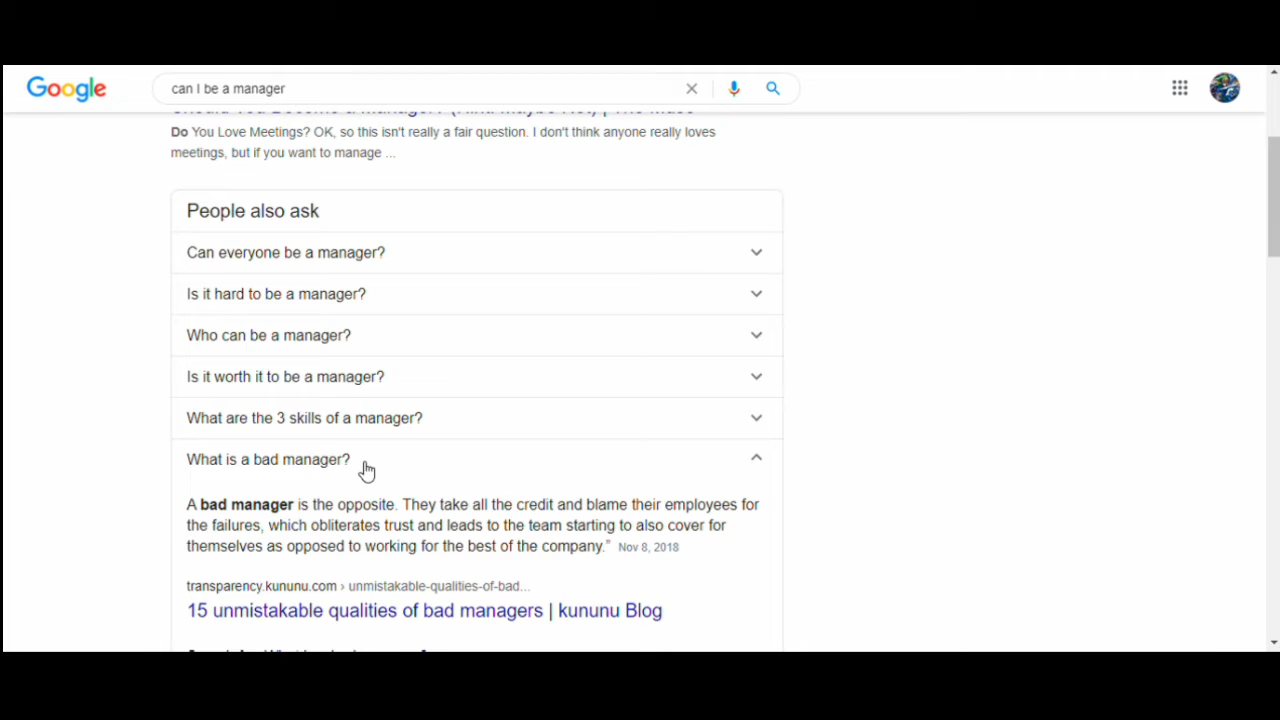 Google
can I be a manager
Do You Love Meetings? OK, so this isn't really a fair question. I don't think anyone really loves
meetings, but if you want to manage ...
People also ask
Can everyone be a manager?
Is it hard to be a manager?
Who can be a manager?
Is it worth it to be a manager?
What are the 3 skills of a manager?
What is a bad manager?
A bad manager is the opposite. They take all the credit and blame their employees for
the failures, which obliterates trust and leads to the team starting to also cover for
themselves as opposed to working for the best of the company.” Nov 8, 2018
transparency.kununu.com › unmistakable-qualities-of-bad...
15 unmistakable qualities of bad managers | kununu Blog